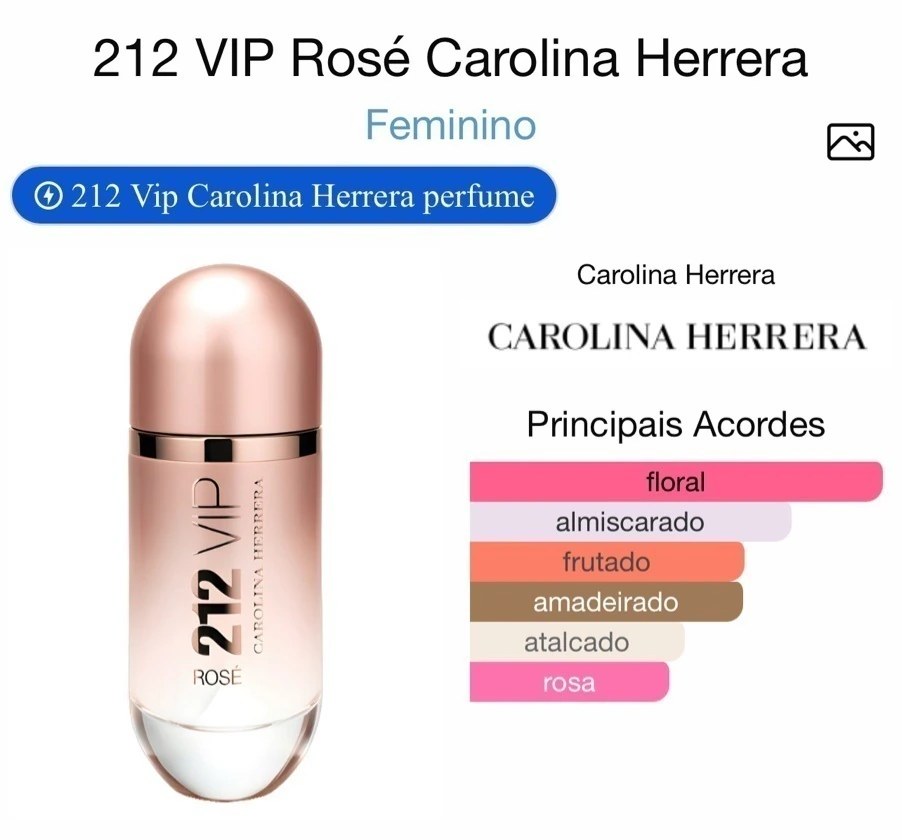 212 VIP Rosé Carolina Herrera
Feminino
212 Vip Carolina Herrera perfume
Carolina Herrera
CAROLINA HERRERA
Principais Acordes
floral
almiscarado
frutado
amadeirado
atalcado
rosa
212 VIP
CAROLINA HERRERA
ROSÉ